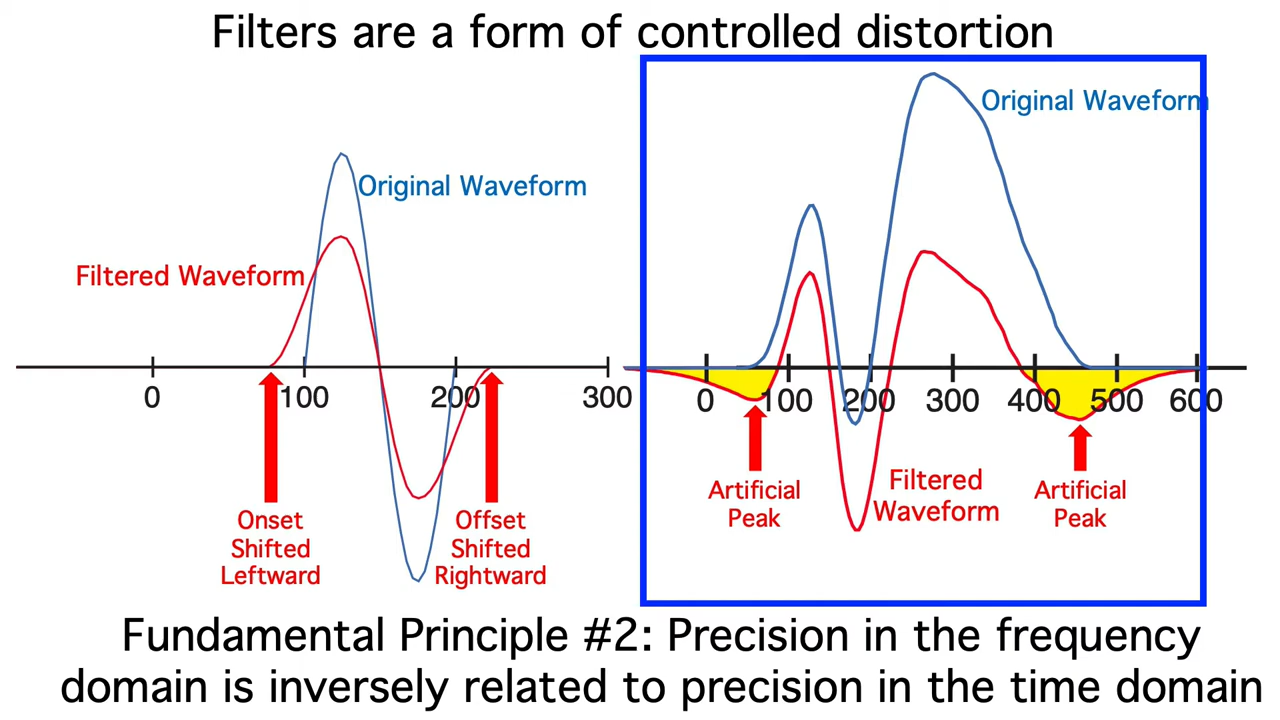 Filters are a form of controlled distortion
Original Waveform
Filtered Waveform
0
100
200
300
Onset
Shifted
Leftward
Offset
Shifted
Rightward
Original Waveform
0
100
200
300
400
500
600
Artificial
Peak
Filtered
Waveform
Artificial
Peak
Fundamental Principle #2: Precision in the frequency
domain is inversely related to precision in the time domain